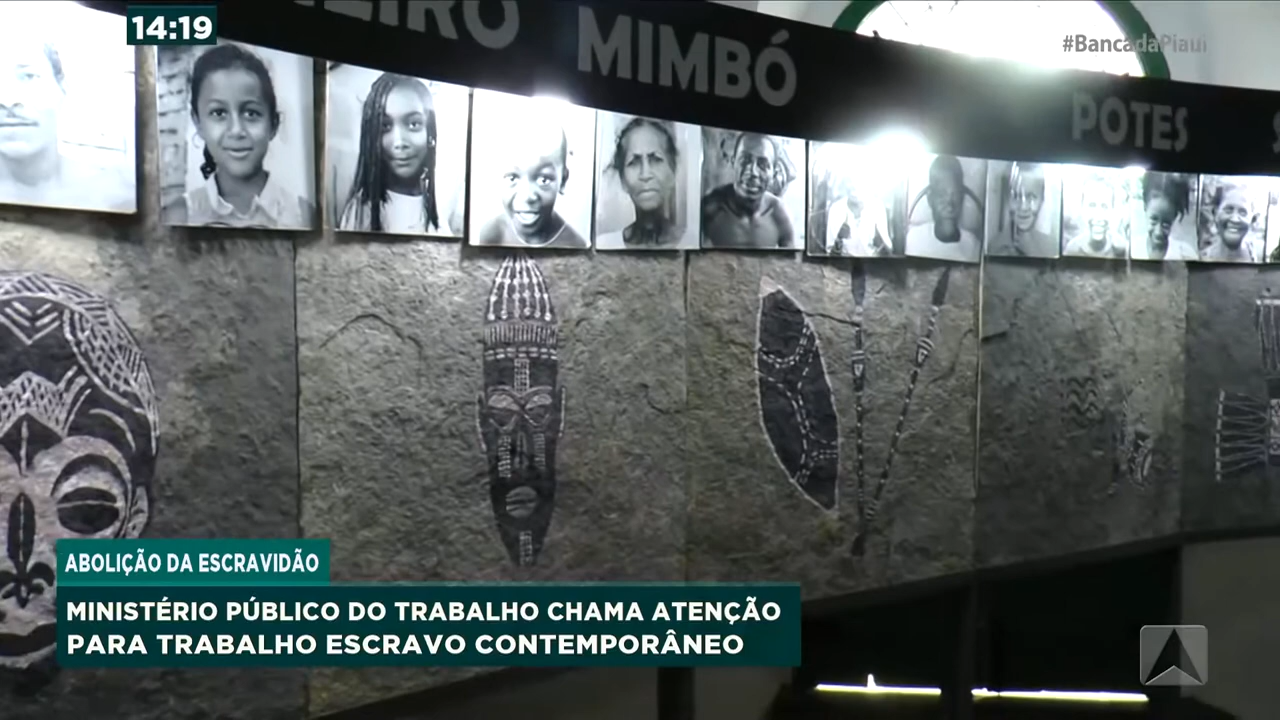 14:19
#BancadaPiauí
MIMBÓ
POTES
ABOLIÇÃO DA ESCRAVIDÃO
MINISTÉRIO PÚBLICO DO TRABALHO CHAMA ATENÇÃO
PARA TRABALHO ESCRAVO CONTEMPORÂNEO